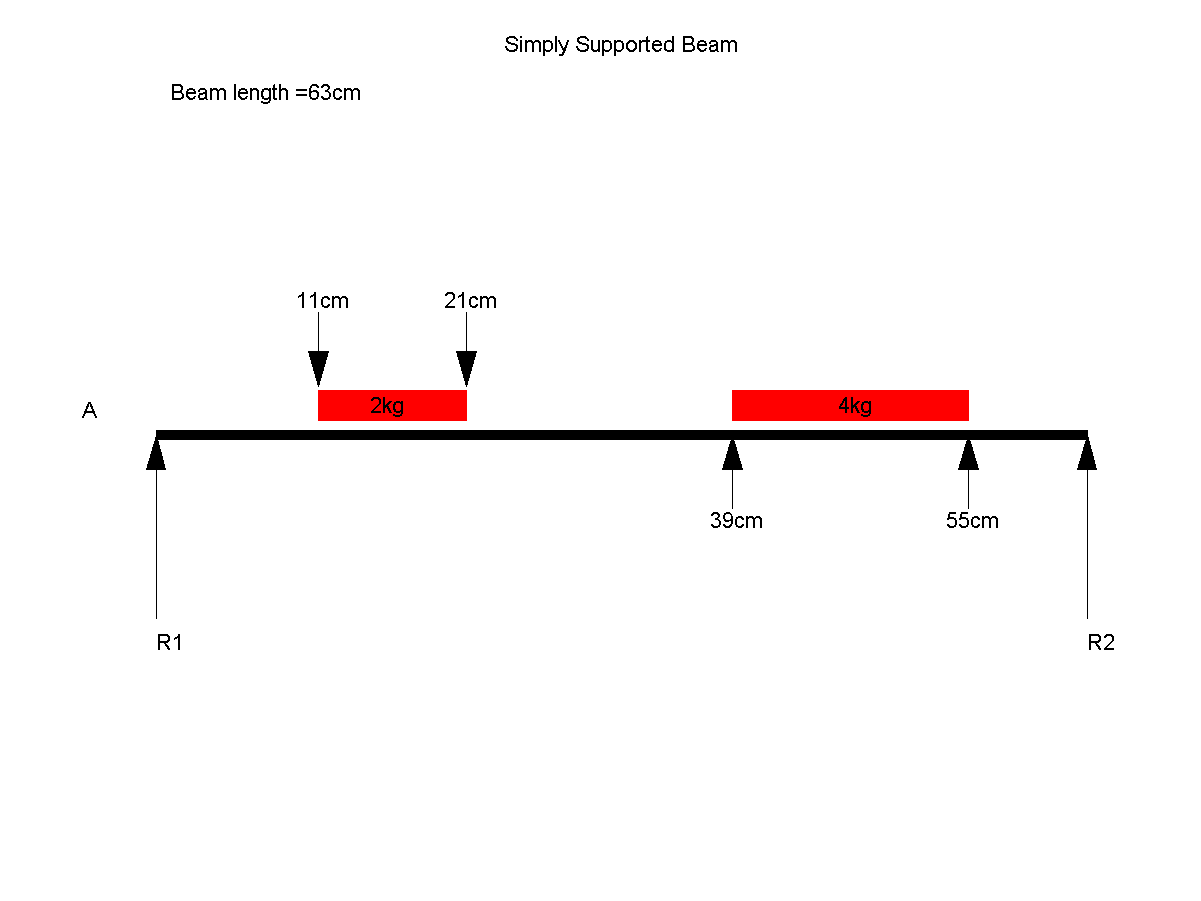 Simply Supported Beam
Beam length =63cm
11cm 21cm
A 2kg 4kg
39cm 55cm
R1 R2